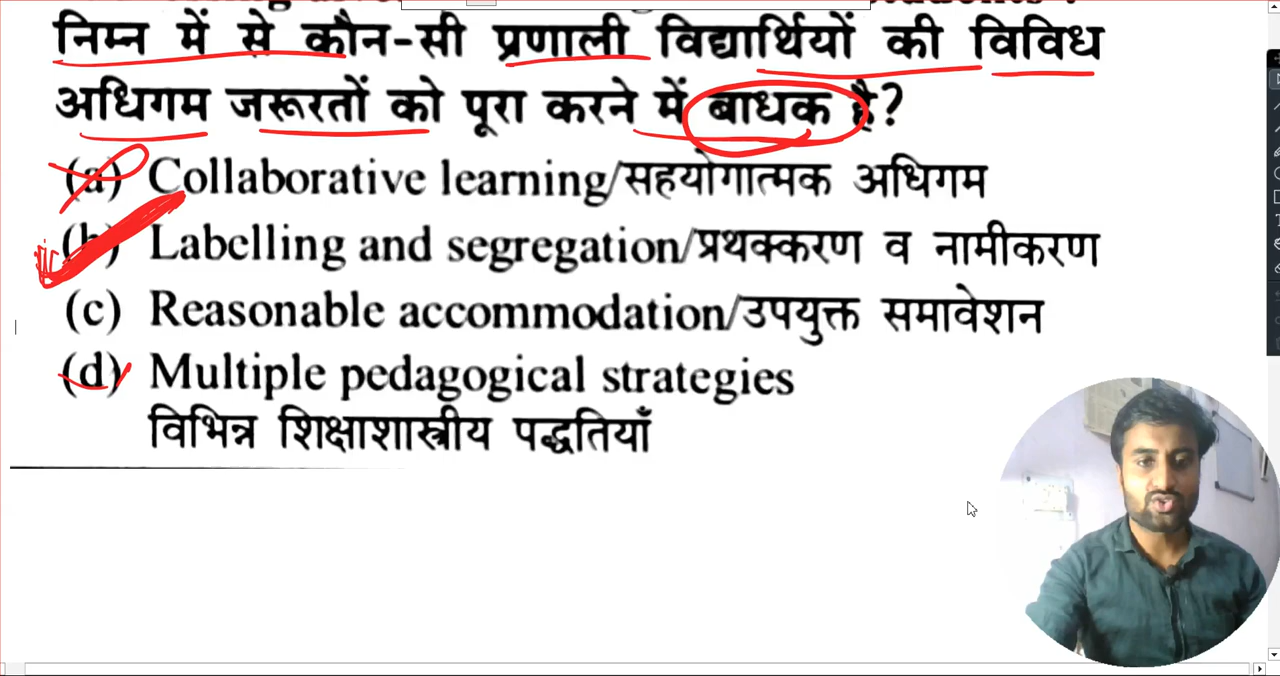 निम्न में से कौन-सी प्रणाली विद्यार्थियों की विविध
अधिगम जरूरतों को पूरा करने में बाधक है?
(a) Collaborative learning/सहयोगात्मक अधिगम
(b) Labelling and segregation/प्रथक्करण व नामीकरण
(c) Reasonable accommodation/उपयुक्त समावेशन
(d) Multiple pedagogical strategies
विभिन्न शिक्षाशास्त्रीय पद्धतियाँ